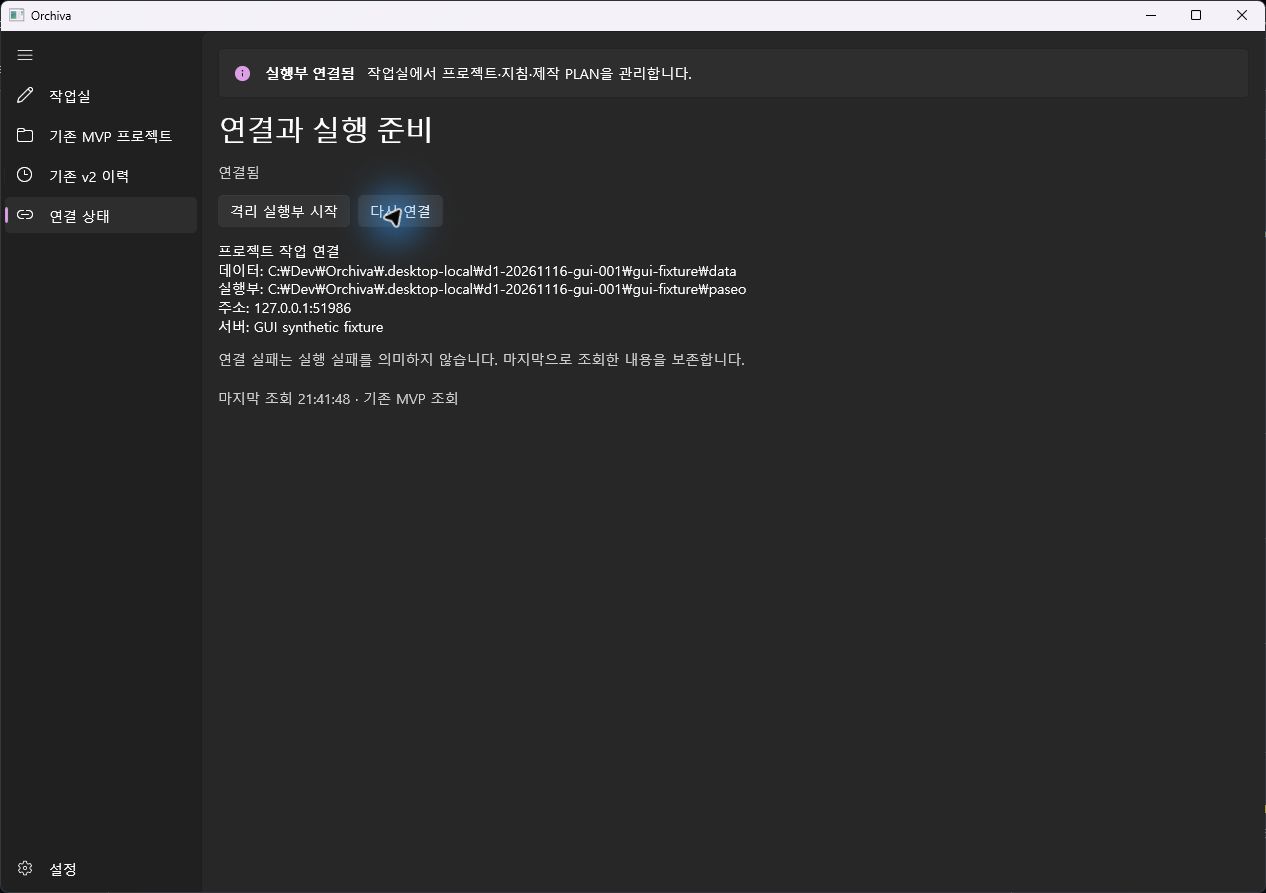 Orchiva
실행부 연결됨 작업실에서 프로젝트·지침·제작 PLAN을 관리합니다.
작업실
기존 MVP 프로젝트
기존 v2 이력
연결 상태
설정
연결과 실행 준비
연결됨
격리 실행부 시작
다시 연결
프로젝트 작업 연결
데이터: C:₩Dev₩Orchiva₩.desktop-local₩d1-20261116-gui-001₩gui-fixture₩data
실행부: C:₩Dev₩Orchiva₩.desktop-local₩d1-20261116-gui-001₩gui-fixture₩paseo
주소: 127.0.0.1:51986
서버: GUI synthetic fixture
연결 실패는 실행 실패를 의미하지 않습니다. 마지막으로 조회한 내용을 보존합니다.
마지막 조회 21:41:48 · 기존 MVP 조회